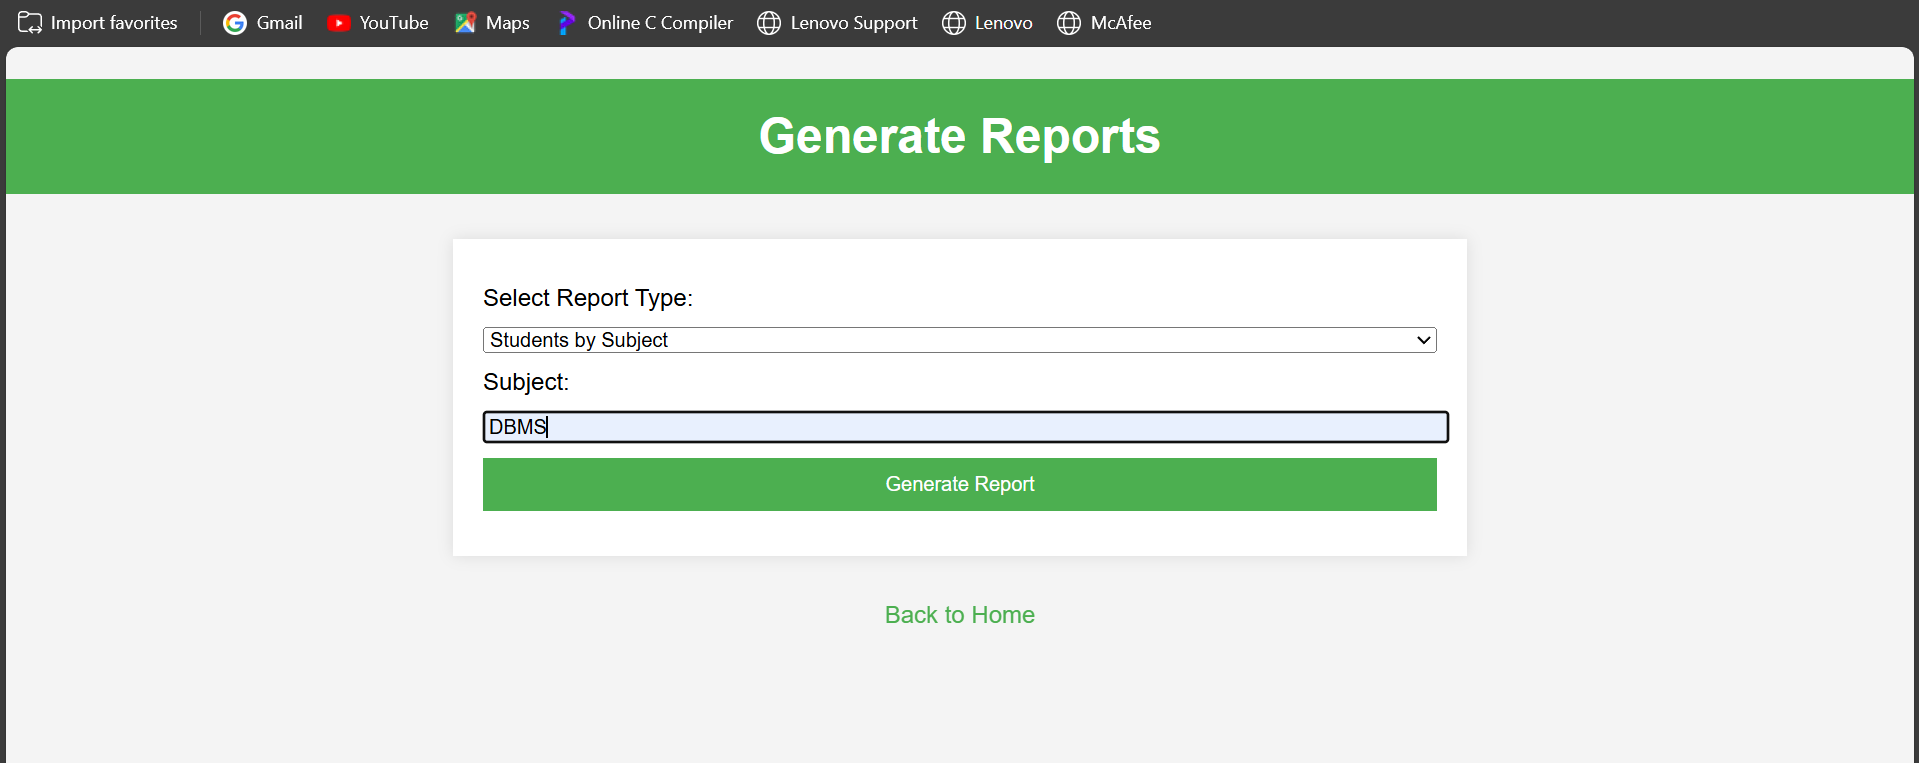 Import favorites Gmail YouTube Maps Online C Compiler Lenovo Support Lenovo McAfee
Generate Reports
Select Report Type:
Students by Subject
Subject:
DBMS
Generate Report
Back to Home